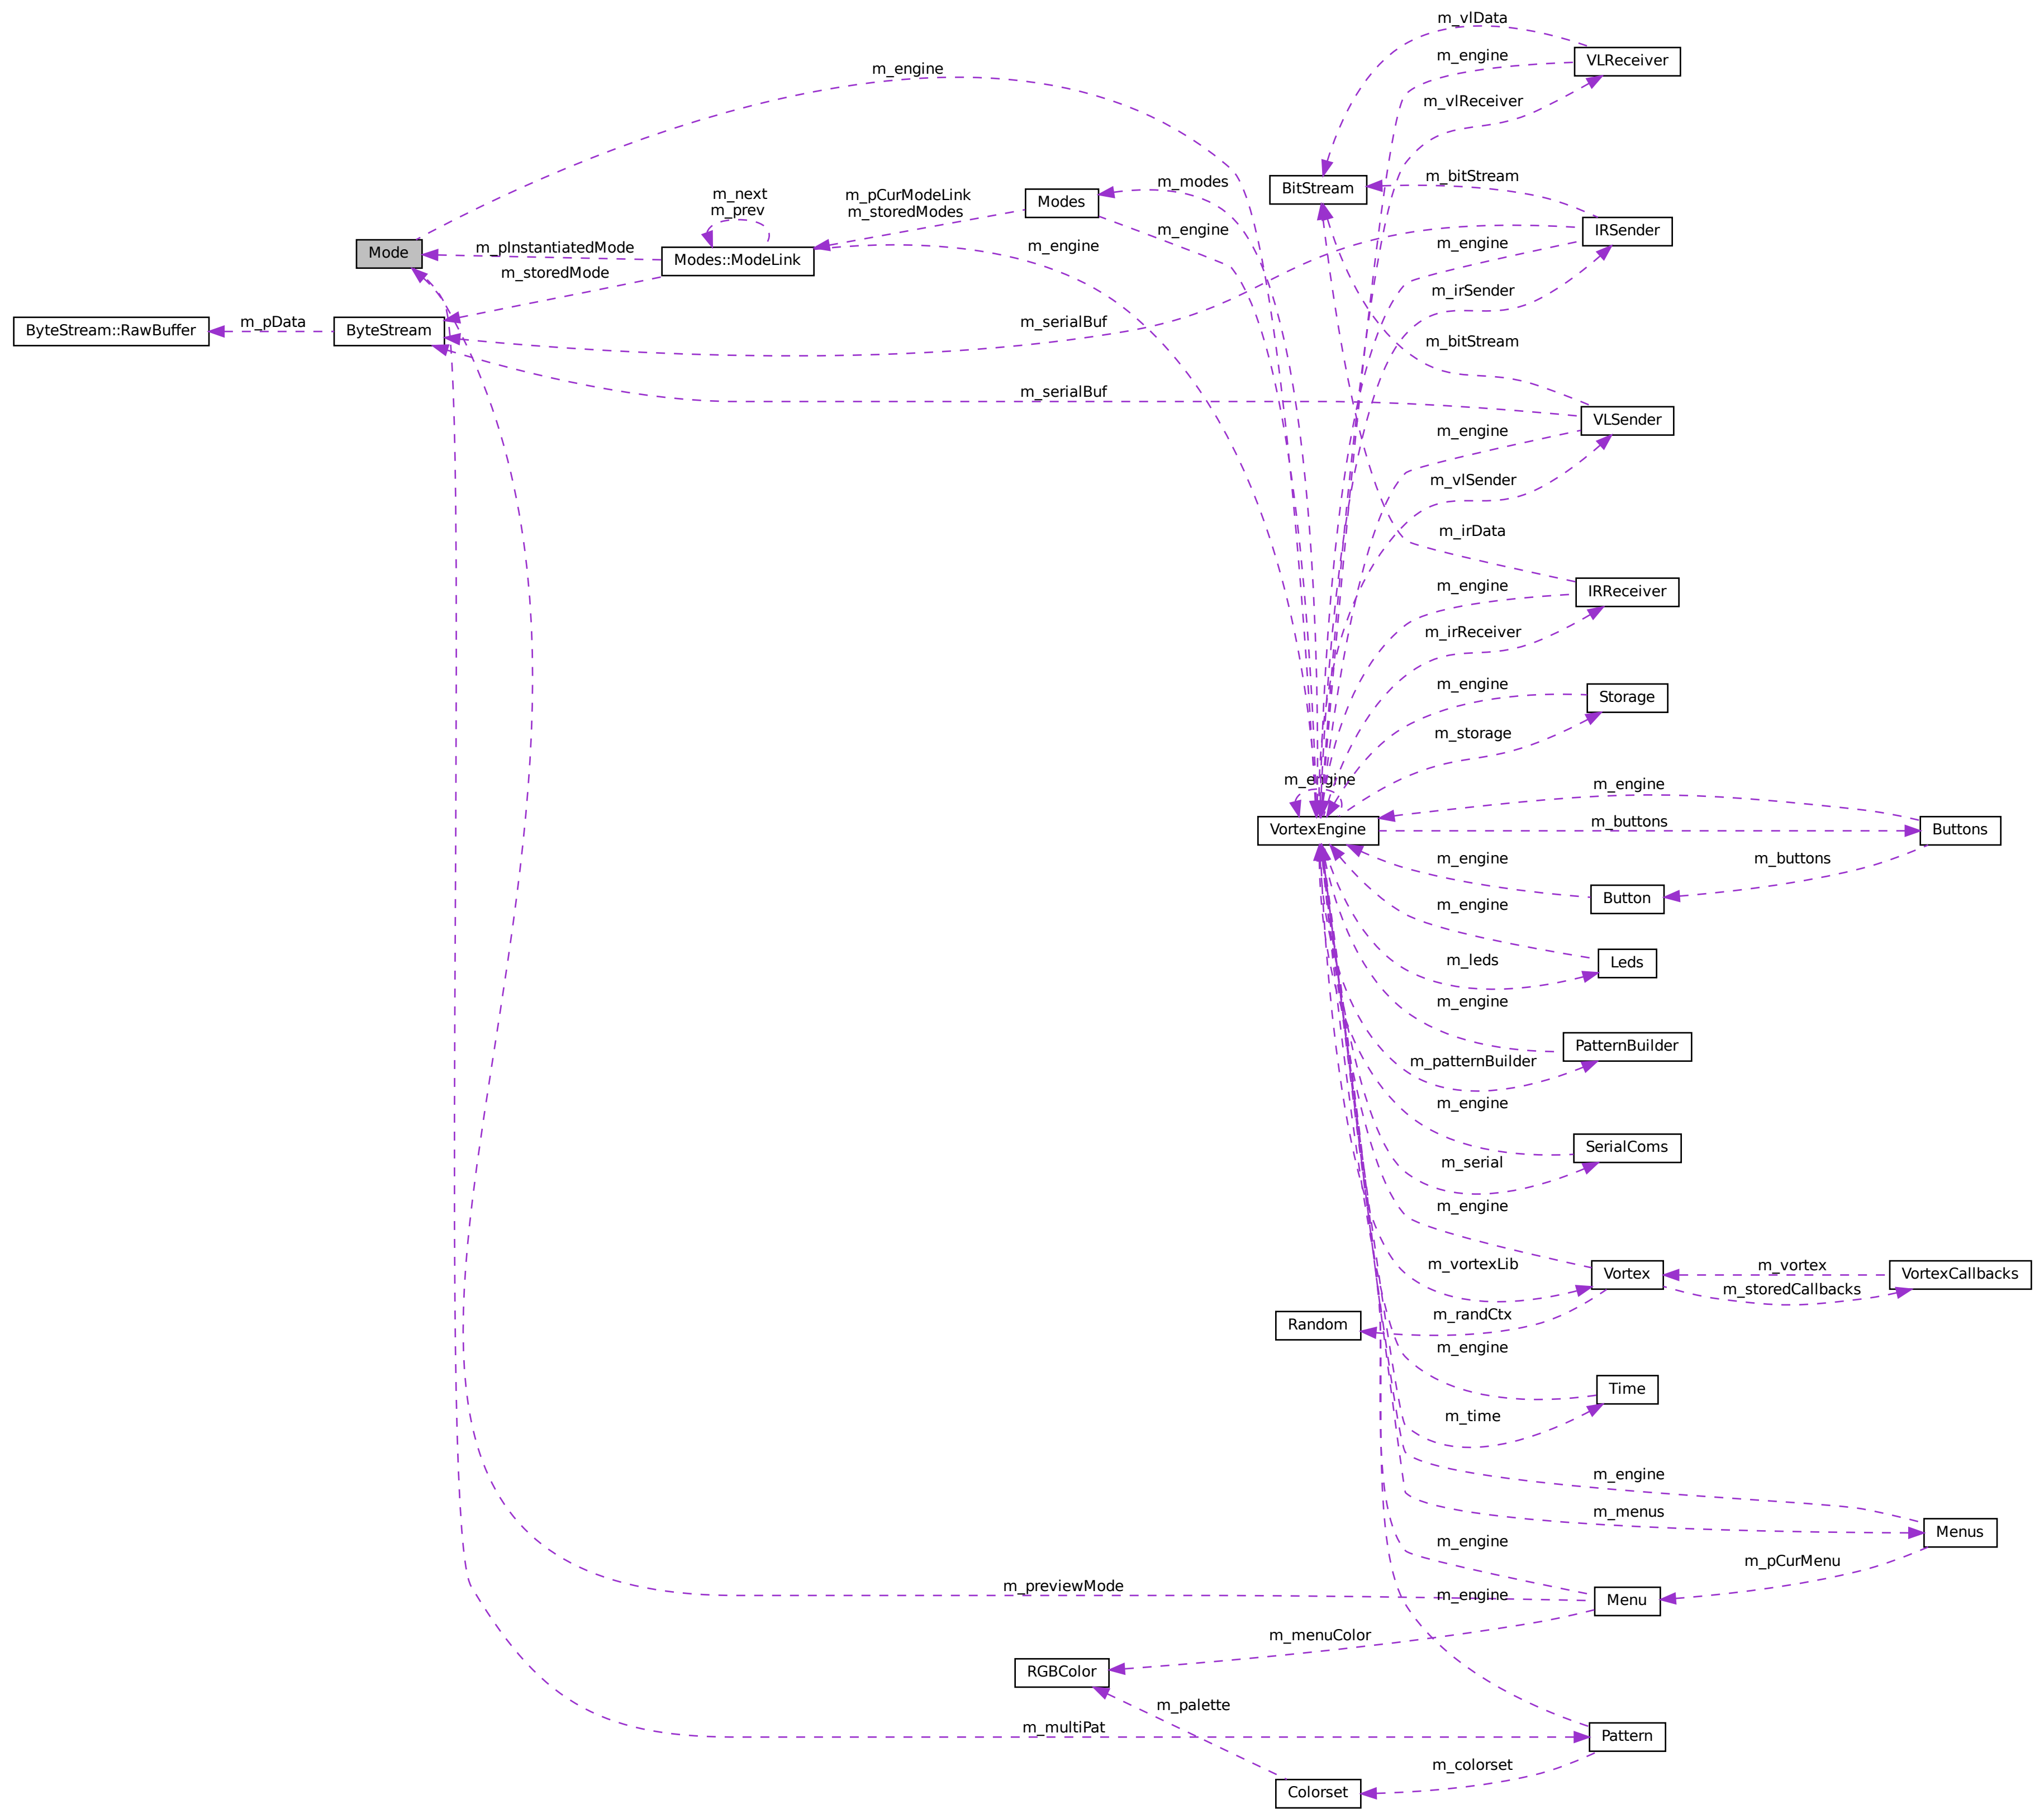 m_vlData
VLReceiver
m_engine
m_engine
m_vlReceiver
m_bitStream
BitStream
m_modes
m_next
m_prev
m_pCurModeLink
m_storedModes
Modes
IRSender
m_engine
m_engine
m_engine
Mode
m_pInstantiatedMode
Modes::ModeLink
m_storedMode
m_irSender
ByteStream::RawBuffer
m_pData
ByteStream
m_serialBuf
m_bitStream
m_serialBuf
VLSender
m_engine
m_vlSender
m_irData
m_engine
IRReceiver
m_irReceiver
m_engine
Storage
m_storage
m_engine
m_engine
m_buttons
VortexEngine
Buttons
m_engine
m_buttons
Button
m_engine
m_leds
Leds
m_engine
PatternBuilder
m_patternBuilder
m_engine
SerialComs
m_serial
m_engine
m_vortexLib
Vortex
m_vortex
VortexCallbacks
m_storedCallbacks
m_randCtx
Random
m_engine
Time
m_time
m_engine
m_menus
Menus
m_engine
m_pCurMenu
m_previewMode
m_engine
Menu
m_menuColor
RGBColor
m_palette
m_multiPat
Pattern
m_colorset
Colorset